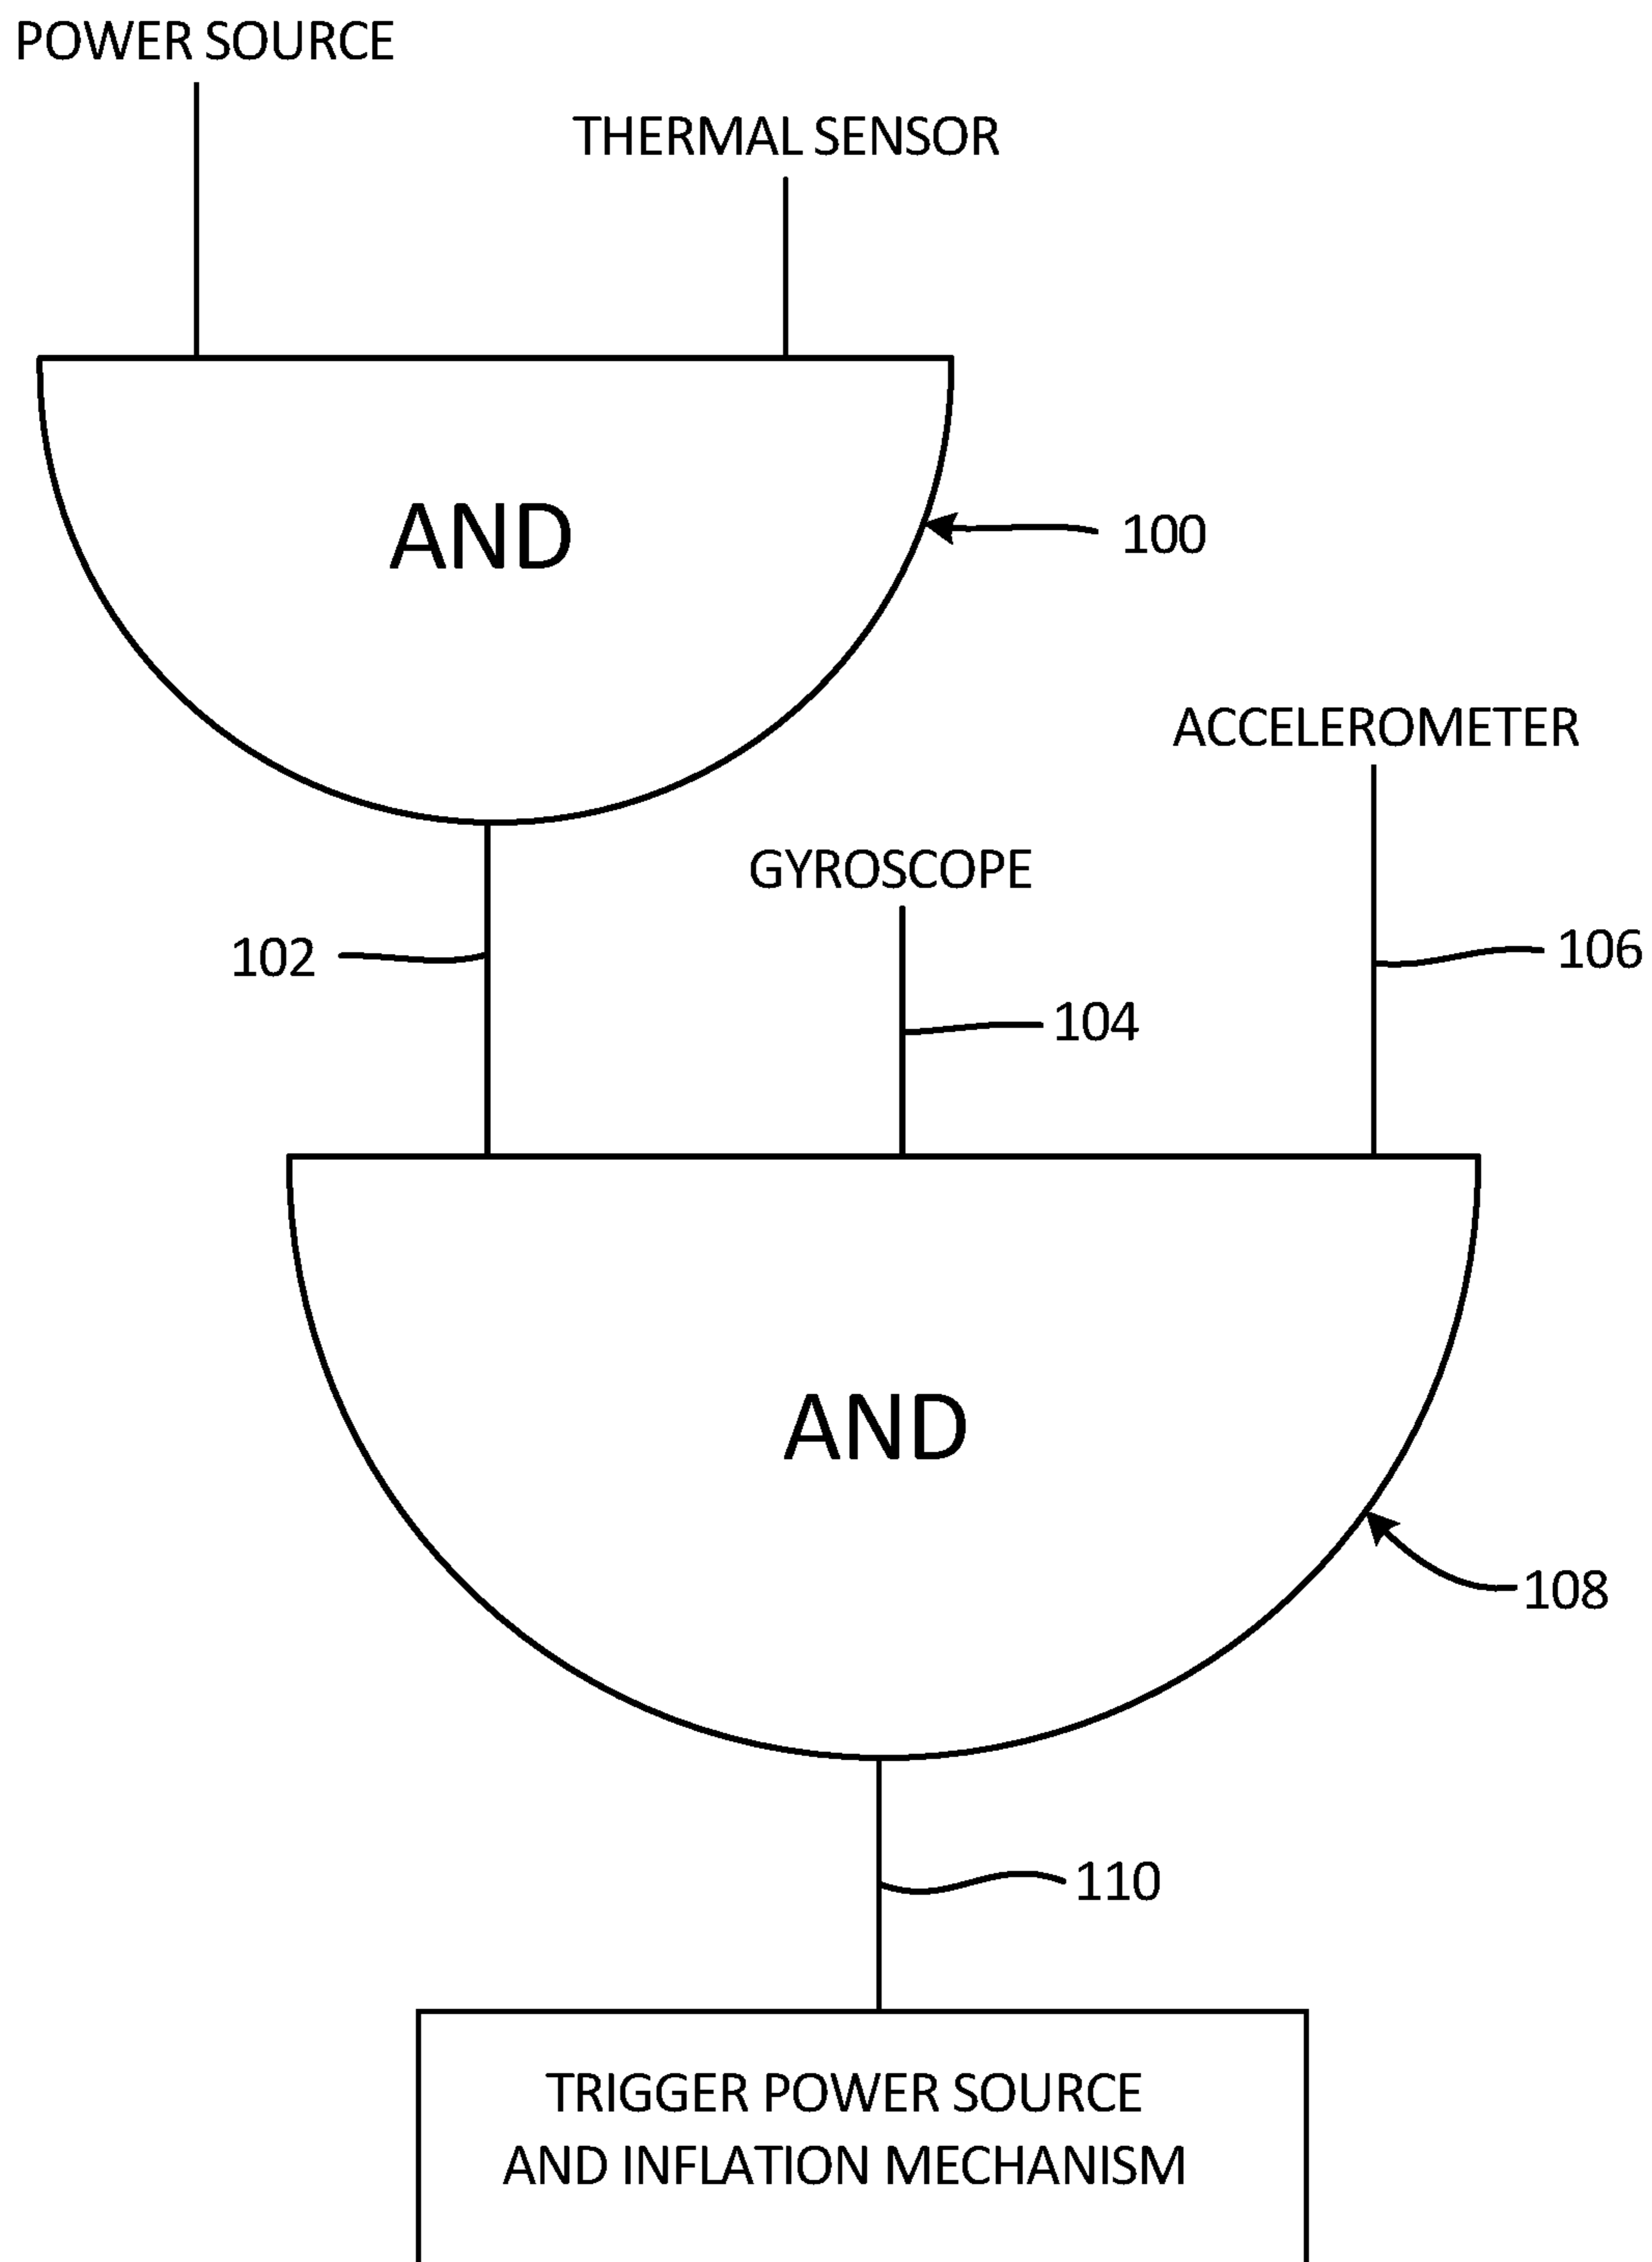 POWER SOURCE
THERMAL SENSOR
AND
100
ACCELEROMETER
GYROSCOPE
102
106
104
AND
108
110
TRIGGER POWER SOURCE
AND INFLATION MECHANISM